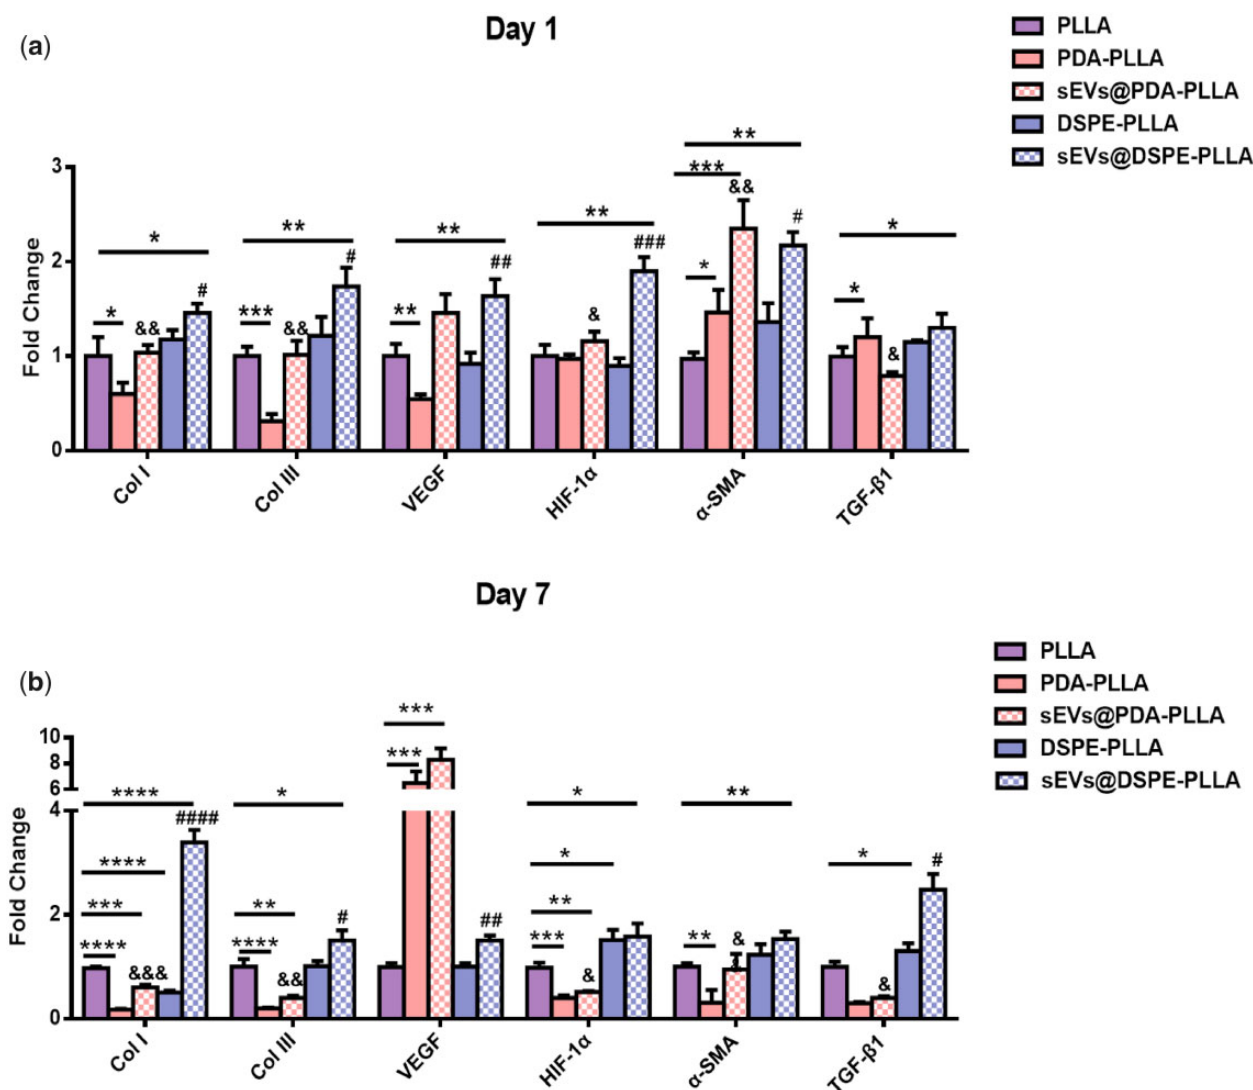 (a)
Day 1
PLLA
PDA-PLLA
sEVs@PDA-PLLA
DSPE-PLLA
sEVs@DSPE-PLLA
Fold Change
3
2
1
0
* * && #
** *** && #
** ** ##
** & ###
** *** * && #
* * &
Col I
Col III
VEGF
HIF-1α
α-SMA
TGF-β1
Day 7
(b)
PLLA
PDA-PLLA
sEVs@PDA-PLLA
DSPE-PLLA
sEVs@DSPE-PLLA
Fold Change
10
8
6
4
2
0
**** **** *** **** &&& ####
* ** **** && #
*** *** ##
* * ** *** & *
** ** & &
* & #
Col I
Col III
VEGF
HIF-1α
α-SMA
TGF-β1